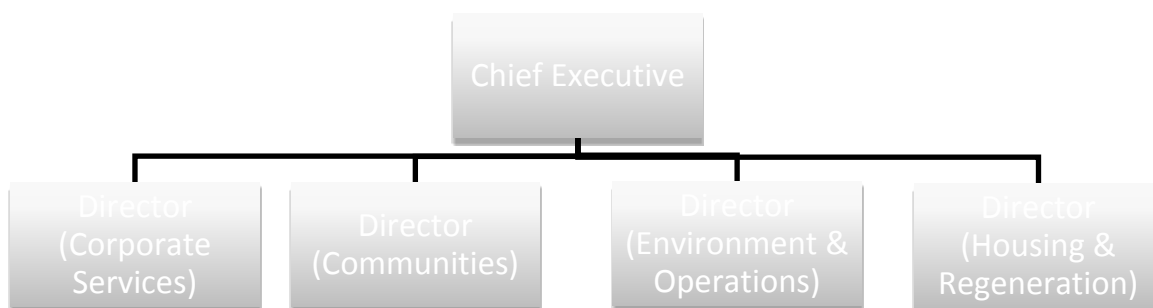 Chief Executive
Director
(Corporate
Services)
Director
(Communities)
Director
(Environment &
Operations)
Director
(Housing &
Regeneration)